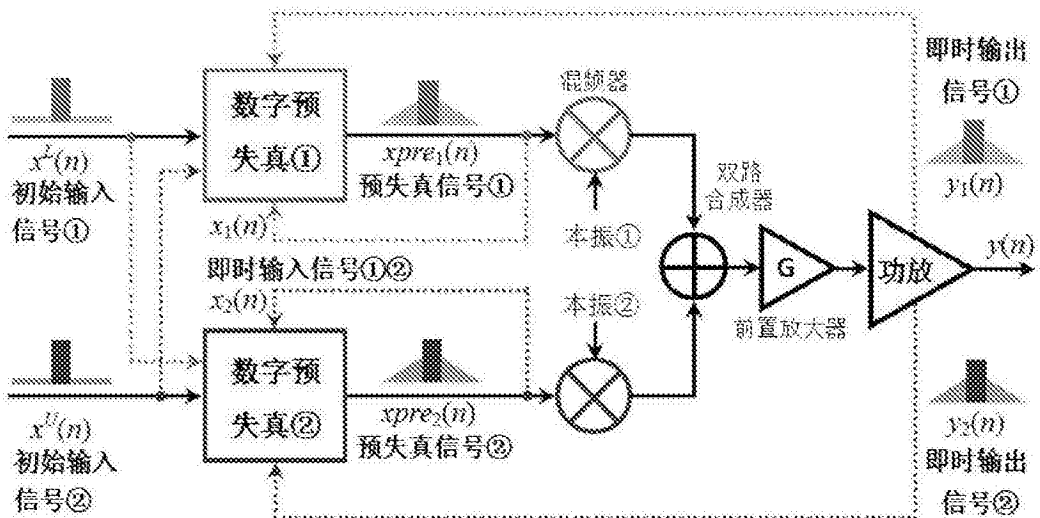 x^L(n)
初始输入
信号①
数字预
失真①
x₁(n)
xpre₁(n)
预失真信号①
混频器
本振①
双路
合成器
即时输出
信号①
y₁(n)
即时输入信号①②
x₂(n)
本振②
G
前置放大器
功放
y(n)
x^U(n)
初始输入
信号②
数字预
失真②
xpre₂(n)
预失真信号②
y₂(n)
即时输出
信号②